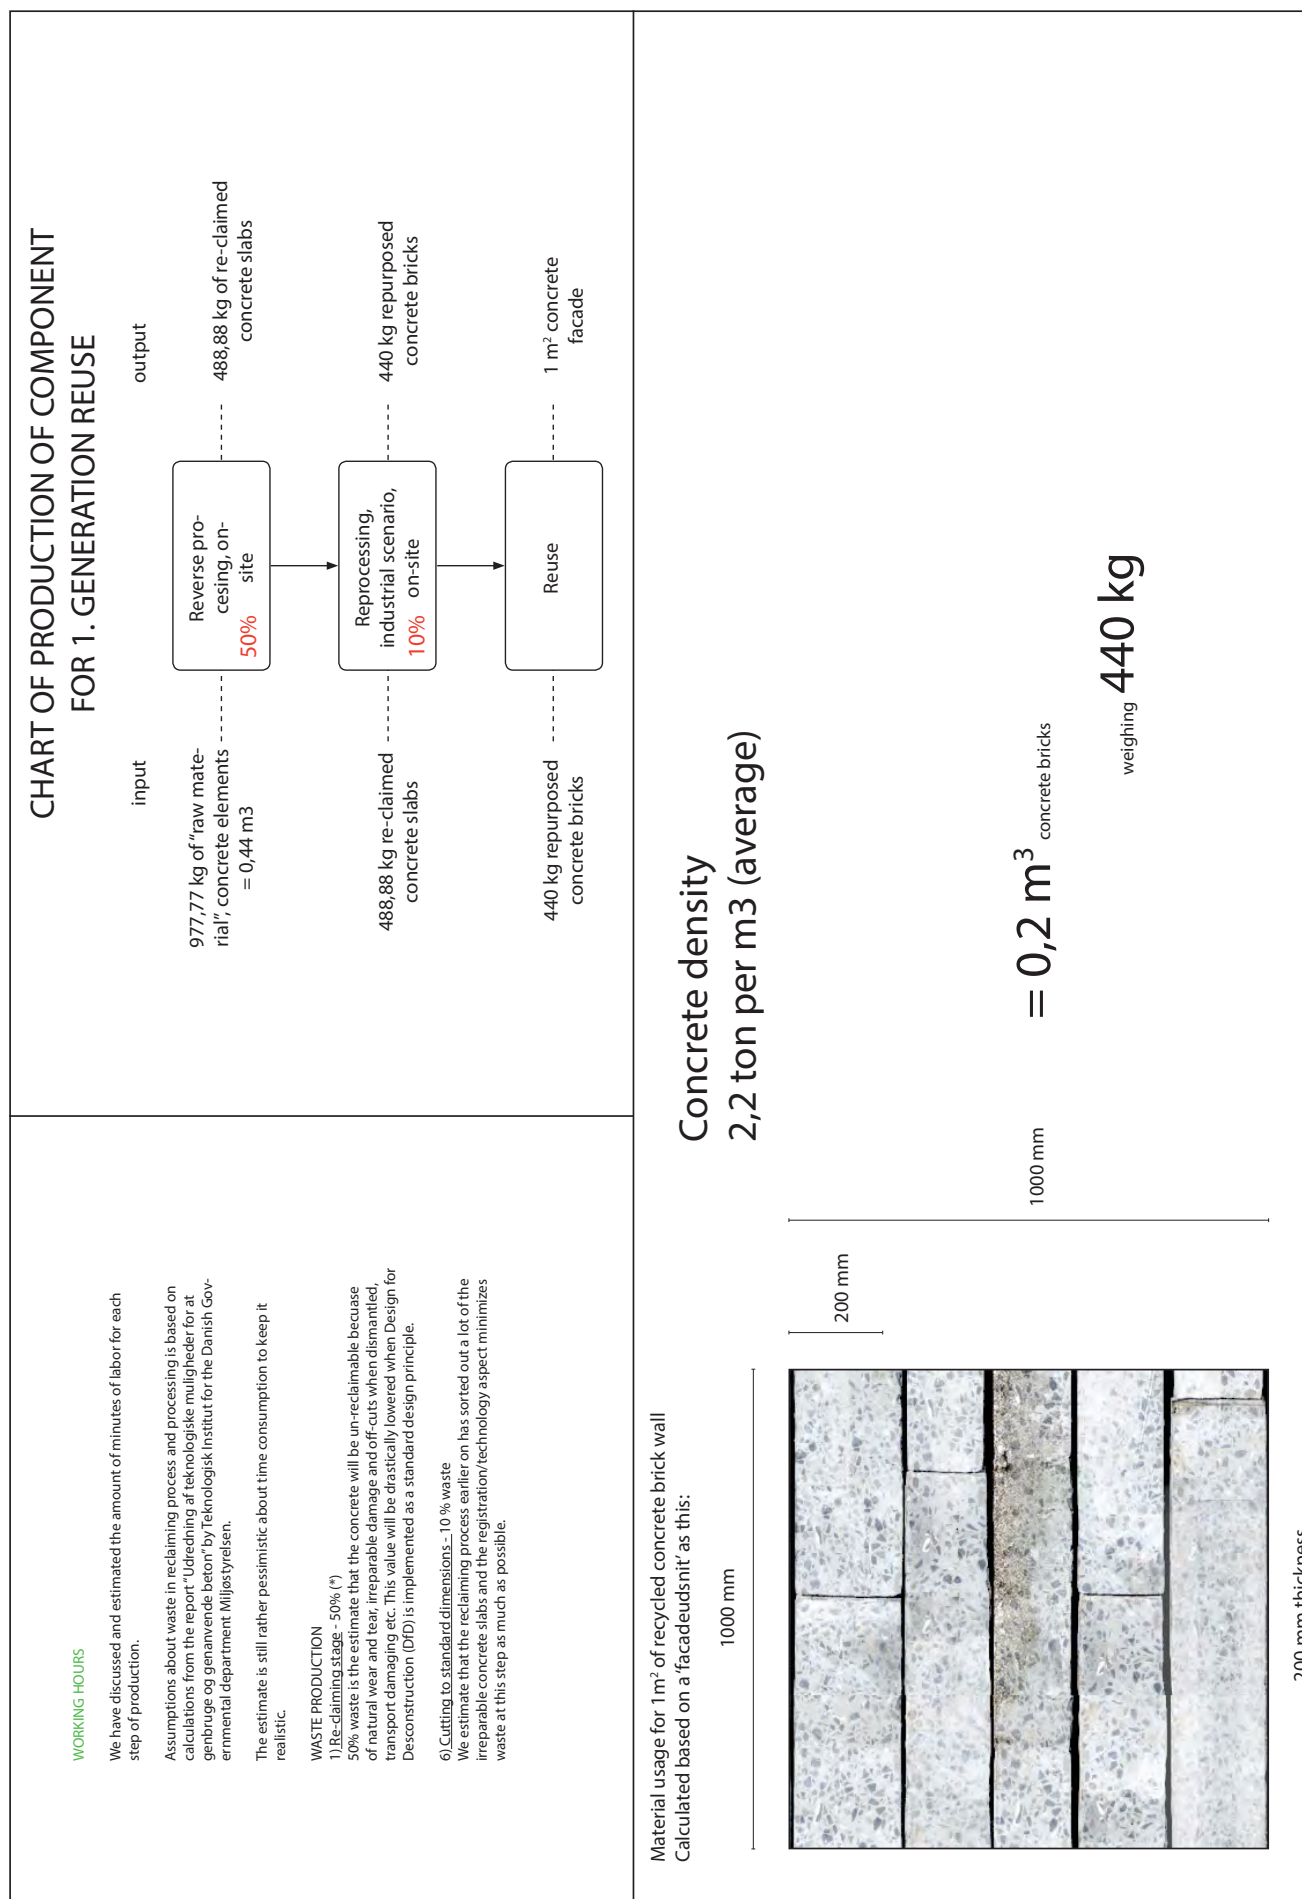 WORKING HOURS
We have discussed and estimated the amount of minutes of labor for each
step of production.
Assumptions about waste in reclaiming process and processing is based on
calculations from the report "Udredning af teknologiske muligheder for at
genbruge og genanvende beton" by Teknologisk Institut for the Danish Gov-
ernmental department Miljøstyrelsen.
The estimate is still rather pessimistic about time consumption to keep it
realistic.
WASTE PRODUCTION
1) Re-claiming stage - 50% (*)
50% waste is the estimate that the concrete will be un-reclaimable becuase
of natural wear and tear, irreparable damage and off-cuts when dismantled,
transport damaging etc. This value will be drastically lowered when Design for
Desconstruction (DfD) is implemented as a standard design principle.
6) Cutting to standard dimensions - 10 % waste
We estimate that the reclaiming process earlier on has sorted out a lot of the
irreparable concrete slabs and the registration/technology aspect minimizes
waste at this step as much as possible.
CHART OF PRODUCTION OF COMPONENT
FOR 1. GENERATION REUSE
input
output
977,77 kg of "raw mate-
rial", concrete elements
= 0,44 m3
Reverse pro-
cesing, on-
site
50%
488,88 kg of re-claimed
concrete slabs
488,88 kg re-claimed
concrete slabs
Reprocessing,
industrial scenario,
on-site
10%
440 kg repurposed
concrete bricks
440 kg repurposed
concrete bricks
Reuse
1 m² concrete
facade
Material usage for 1m² of recycled concrete brick wall
Calculated based on a 'facadeudsnit' as this:
1000 mm
200 mm
1000 mm
200 mm thickness
Concrete density
2,2 ton per m3 (average)
= 0,2 m³ concrete bricks
weighing 440 kg